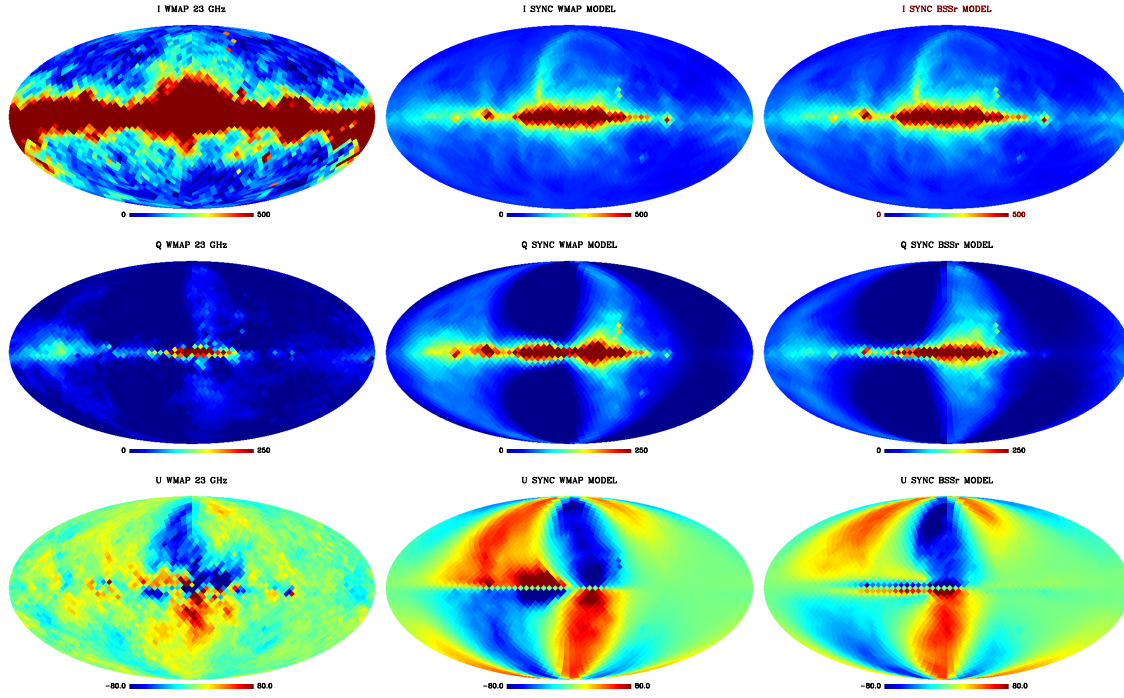 I WMAP 23 GHz I SYNC WMAP MODEL I SYNC BSSr MODEL
0 500 0 500 0 500
Q WMAP 23 GHz Q SYNC WMAP MODEL Q SYNC BSSr MODEL
0 250 0 250 0 250
U WMAP 23 GHz U SYNC WMAP MODEL U SYNC BSSr MODEL
-80.0 80.0 -80.0 80.0 -80.0 80.0